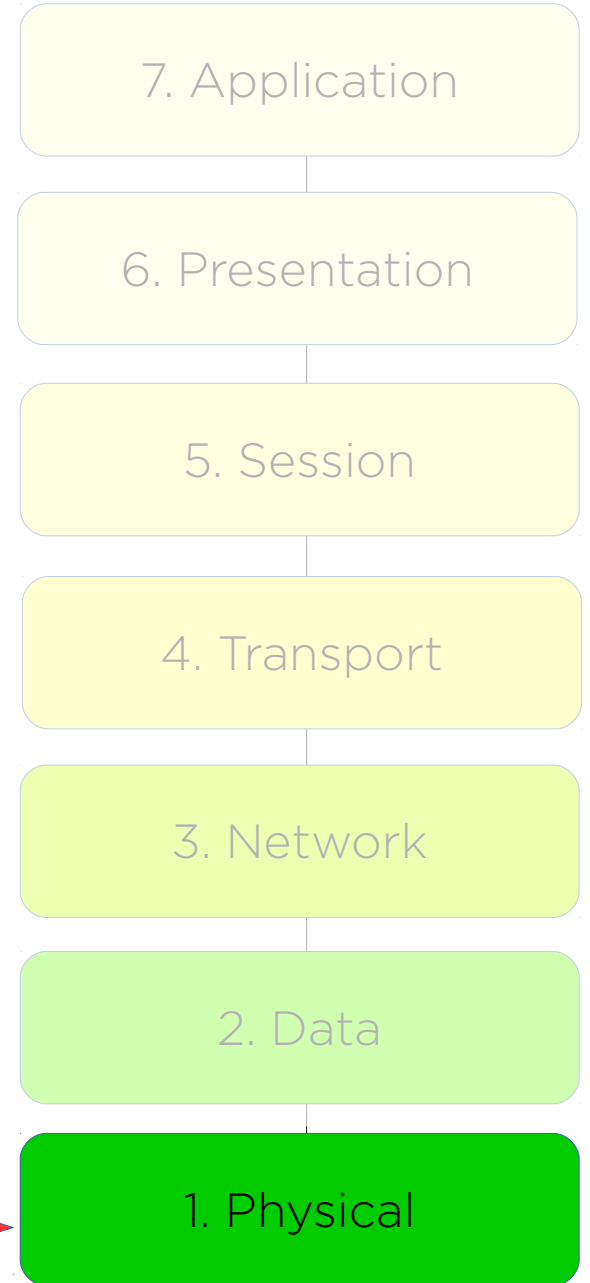 7. Application
6. Presentation
5. Session
4. Transport
3. Network
2. Data
1. Physical